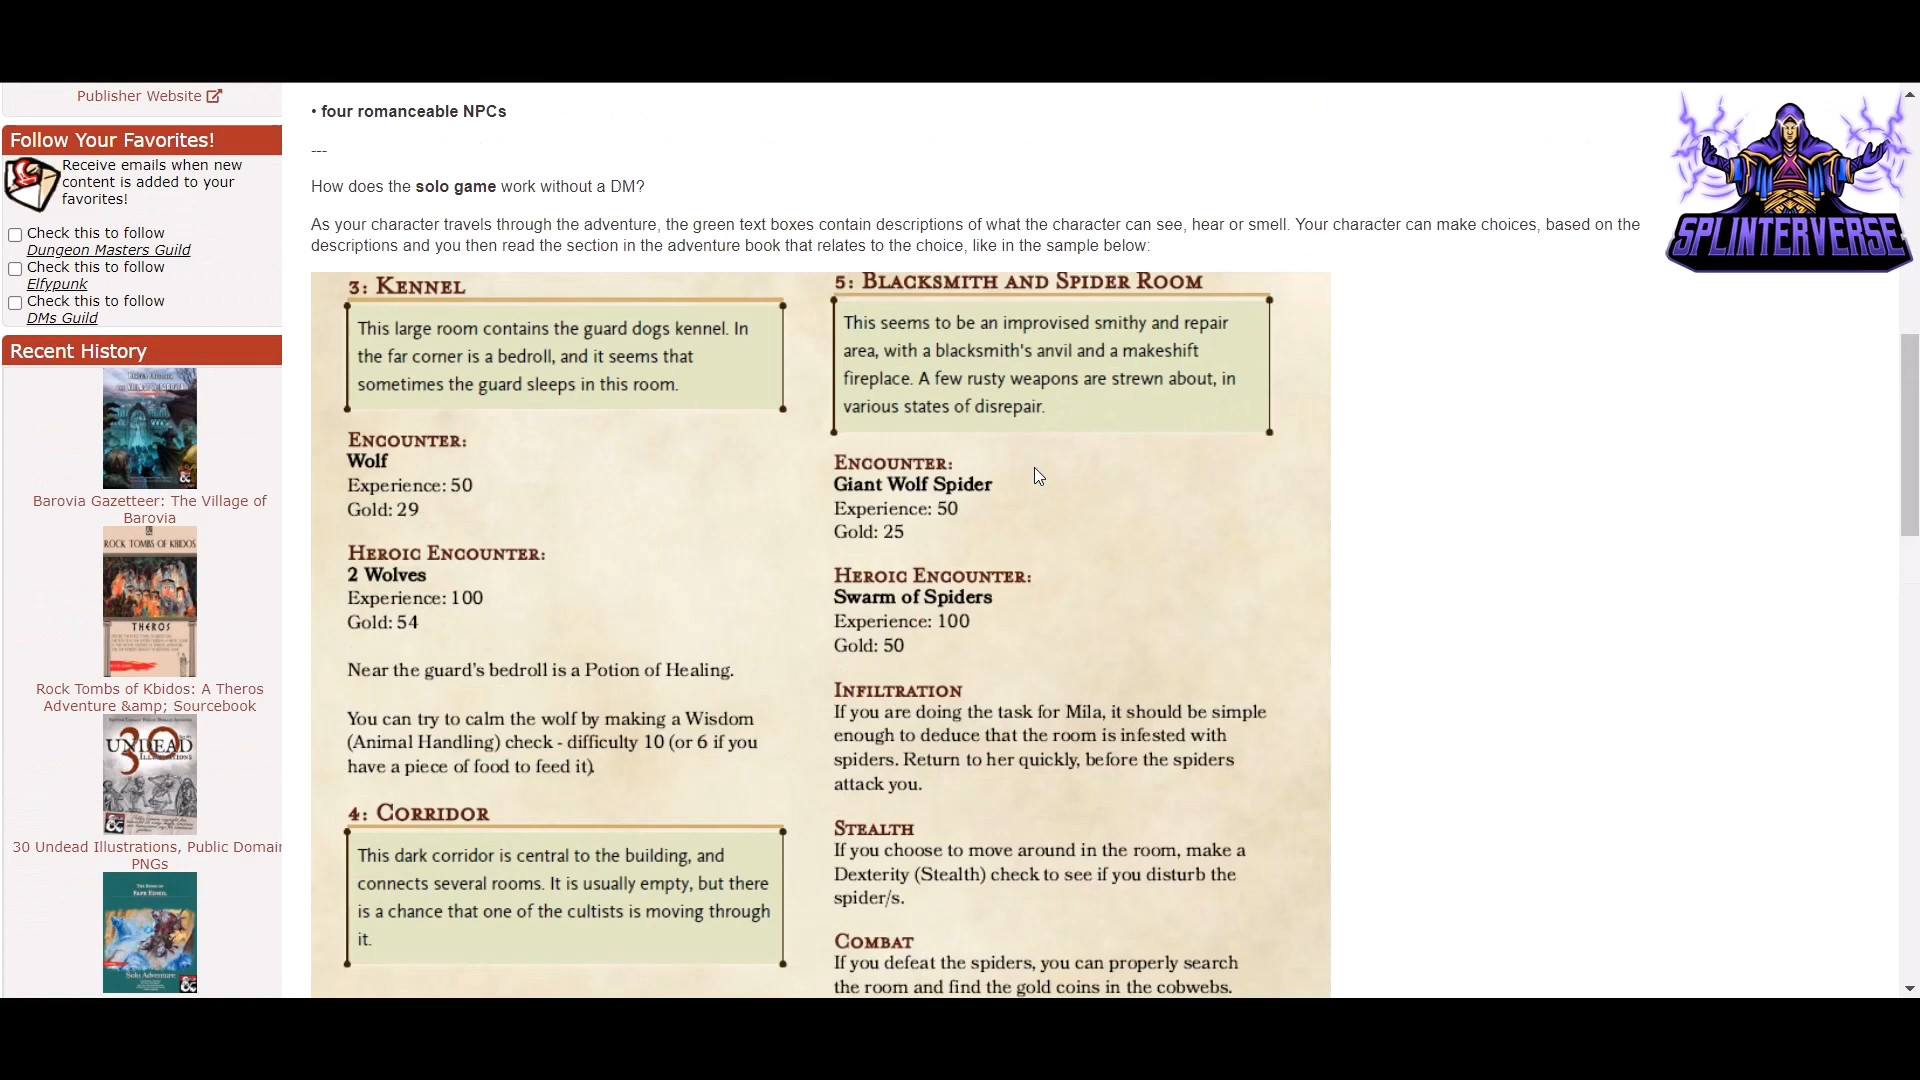 Publisher Website
Follow Your Favorites!
Receive emails when new
content is added to your
favorites!
Check this to follow
Dungeon Masters Guild
Check this to follow
Elfypunk
Check this to follow
DMs Guild
Recent History
Barovia Gazetteer: The Village of
Barovia
ROCK TOMBS OF KBIDOS
THEROS
Rock Tombs of Kbidos: A Theros
Adventure &amp; Sourcebook
30
UNDEAD
30 Undead Illustrations, Public Domain
PNGs
Solo Adventure
• four romanceable NPCs
---
How does the solo game work without a DM?
As your character travels through the adventure, the green text boxes contain descriptions of what the character can see, hear or smell. Your character can make choices, based on the
descriptions and you then read the section in the adventure book that relates to the choice, like in the sample below:
3: KENNEL
This large room contains the guard dogs kennel. In
the far corner is a bedroll, and it seems that
sometimes the guard sleeps in this room.
ENCOUNTER:
Wolf
Experience: 50
Gold: 29
HEROIC ENCOUNTER:
2 Wolves
Experience: 100
Gold: 54
Near the guard's bedroll is a Potion of Healing.
You can try to calm the wolf by making a Wisdom
(Animal Handling) check - difficulty 10 (or 6 if you
have a piece of food to feed it).
4: CORRIDOR
This dark corridor is central to the building, and
connects several rooms. It is usually empty, but there
is a chance that one of the cultists is moving through
it.
5: BLACKSMITH AND SPIDER ROOM
This seems to be an improvised smithy and repair
area, with a blacksmith's anvil and a makeshift
fireplace. A few rusty weapons are strewn about, in
various states of disrepair.
ENCOUNTER:
Giant Wolf Spider
Experience: 50
Gold: 25
HEROIC ENCOUNTER:
Swarm of Spiders
Experience: 100
Gold: 50
INFILTRATION
If you are doing the task for Mila, it should be simple
enough to deduce that the room is infested with
spiders. Return to her quickly, before the spiders
attack you.
STEALTH
If you choose to move around in the room, make a
Dexterity (Stealth) check to see if you disturb the
spider/s.
COMBAT
If you defeat the spiders, you can properly search
the room and find the gold coins in the cobwebs.
SPLINTERVERSE